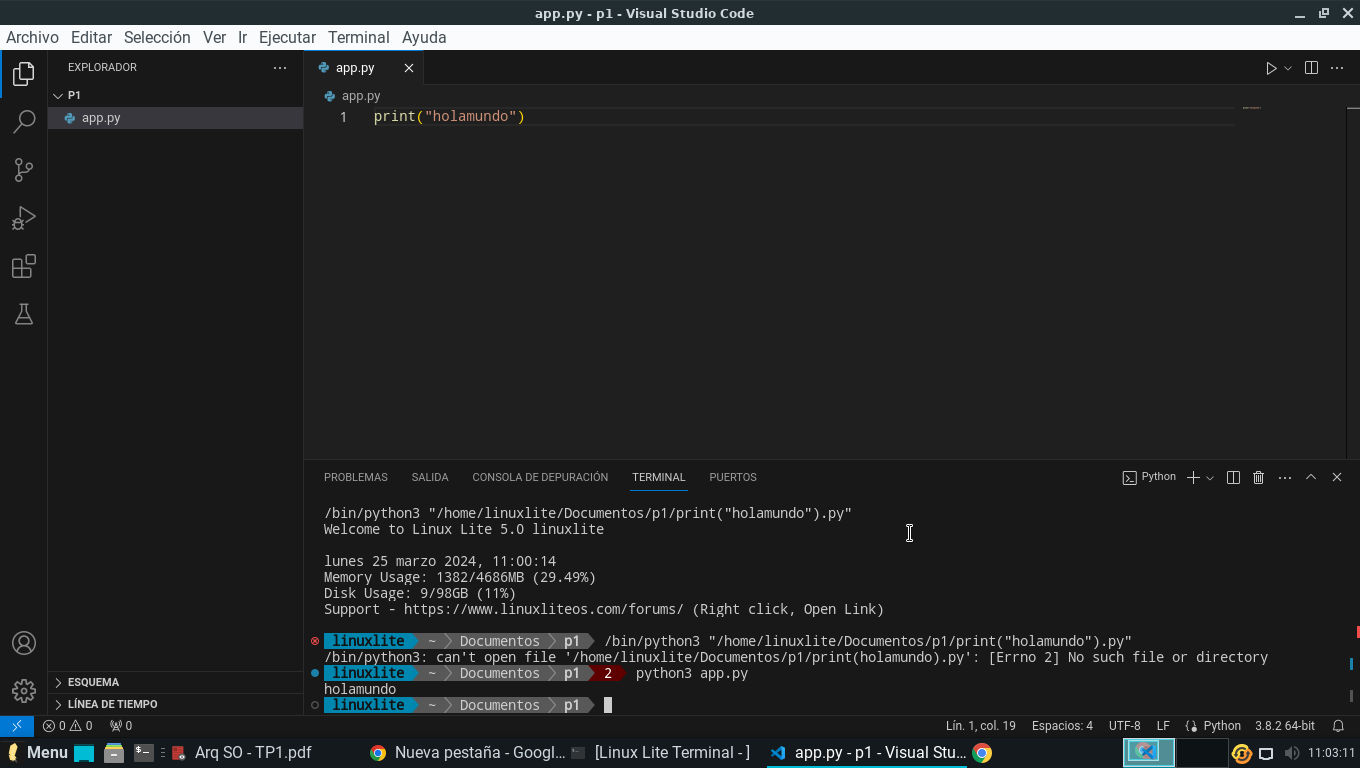 app.py - p1 - Visual Studio Code
Archivo Editar Selección Ver Ir Ejecutar Terminal Ayuda
EXPLORADOR
P1
app.py
app.py
app.py
1 print("holamundo")
PROBLEMAS SALIDA CONSOLA DE DEPURACIÓN TERMINAL PUERTOS
Python
/bin/python3 "/home/linuxlite/Documentos/p1/print("holamundo").py"
Welcome to Linux Lite 5.0 linuxlite
lunes 25 marzo 2024, 11:00:14
Memory Usage: 1382/4686MB (29.49%)
Disk Usage: 9/98GB (11%)
Support - https://www.linuxliteos.com/forums/ (Right click, Open Link)
linuxlite ~ Documentos p1 /bin/python3 "/home/linuxlite/Documentos/p1/print("holamundo").py"
/bin/python3: can't open file '/home/linuxlite/Documentos/p1/print(holamundo).py': [Errno 2] No such file or directory
linuxlite ~ Documentos p1 2 python3 app.py
holamundo
linuxlite ~ Documentos p1
ESQUEMA
LÍNEA DE TIEMPO
0 0 0 Lín. 1, col. 19 Espacios: 4 UTF-8 LF Python 3.8.2 64-bit
Menu Arq SO - TP1.pdf Nueva pestaña - Googl... [Linux Lite Terminal - ] app.py - p1 - Visual Stu... 11:03:11